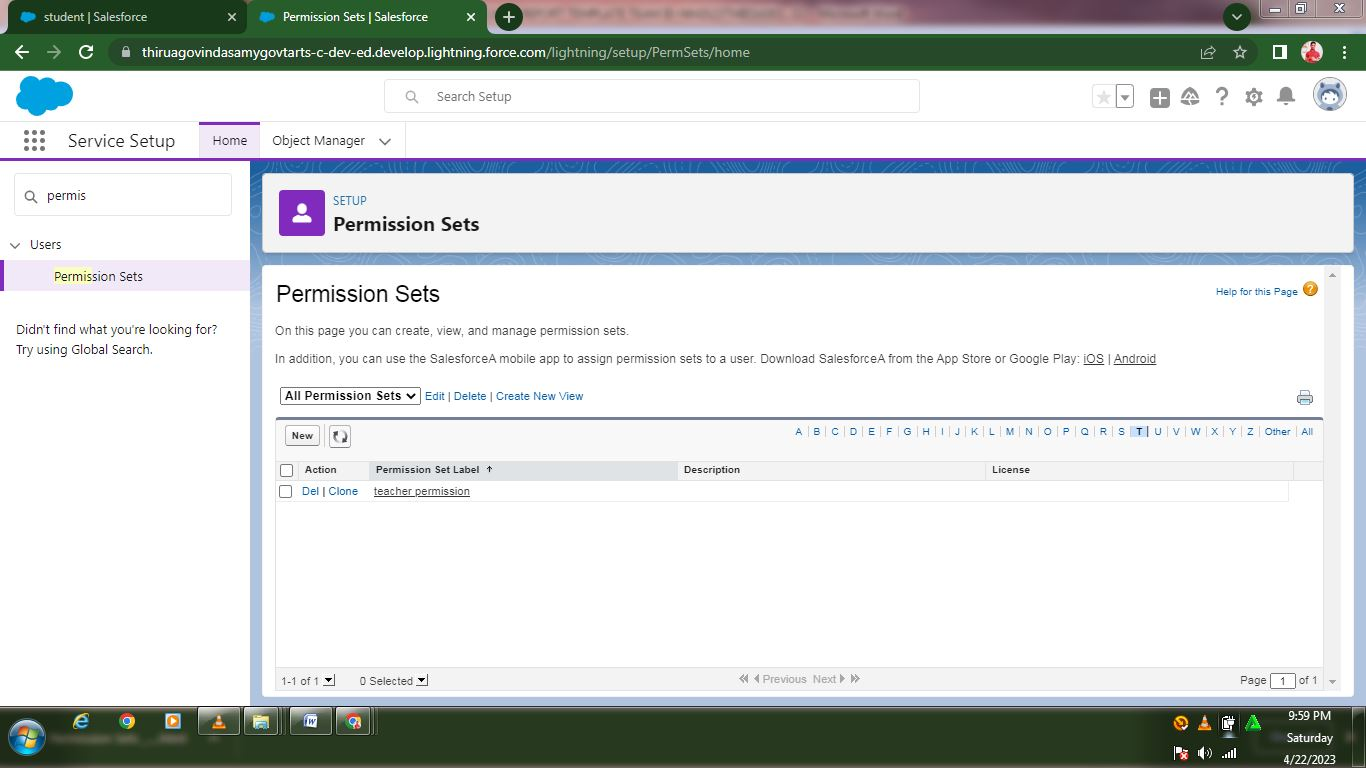 student | Salesforce
Permission Sets | Salesforce
thiruagovindasamygovtarts-c-dev-ed.develop.lightning.force.com/lightning/setup/PermSets/home
Search Setup
Service Setup
Home
Object Manager
permis
Users
Permission Sets
Didn't find what you're looking for?
Try using Global Search.
SETUP
Permission Sets
Permission Sets
Help for this Page
On this page you can create, view, and manage permission sets.
In addition, you can use the SalesforceA mobile app to assign permission sets to a user. Download SalesforceA from the App Store or Google Play: iOS | Android
All Permission Sets Edit | Delete | Create New View
New
A | B | C | D | E | F | G | H | I | J | K | L | M | N | O | P | Q | R | S | T | U | V | W | X | Y | Z | Other | All
Action Permission Set Label Description License
Del | Clone teacher permission
1-1 of 1 0 Selected Previous Next Page 1 of 1
9:59 PM
Saturday
4/22/2023